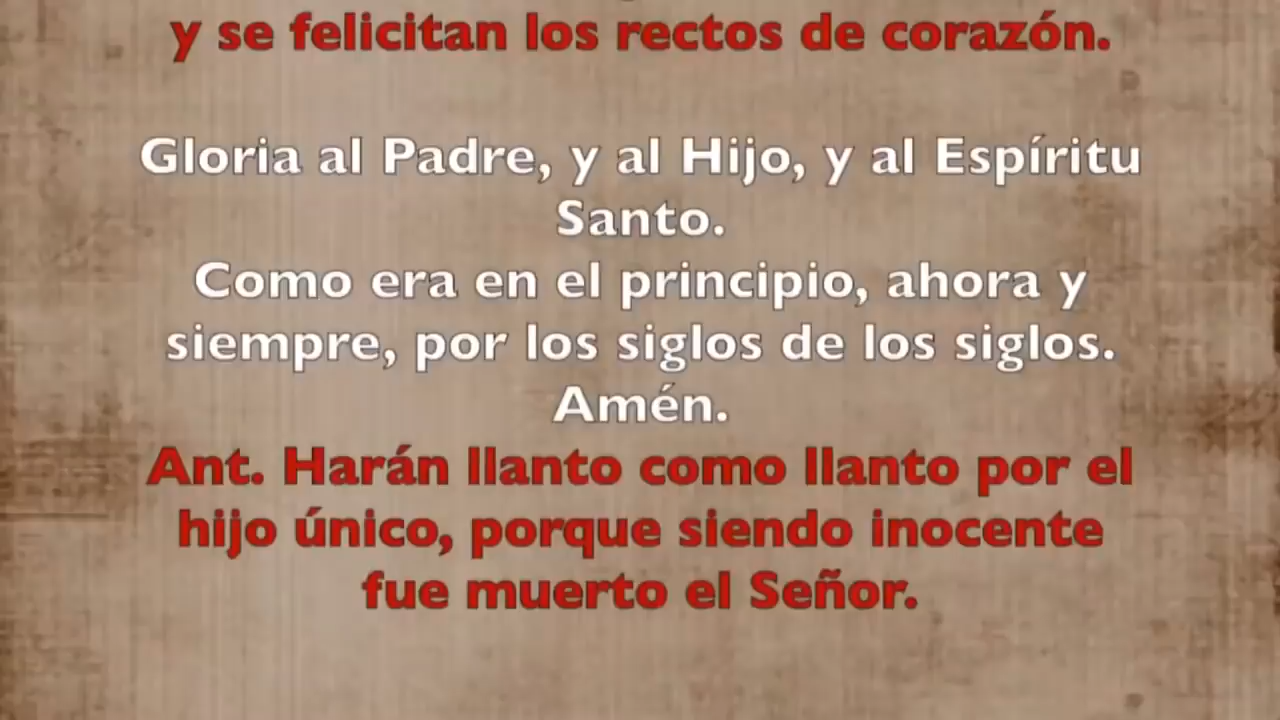 y se felicitan los rectos de corazón.
Gloria al Padre, y al Hijo, y al Espíritu
Santo.
Como era en el principio, ahora y
siempre, por los siglos de los siglos.
Amén.
Ant. Harán llanto como llanto por el
hijo único, porque siendo inocente
fue muerto el Señor.